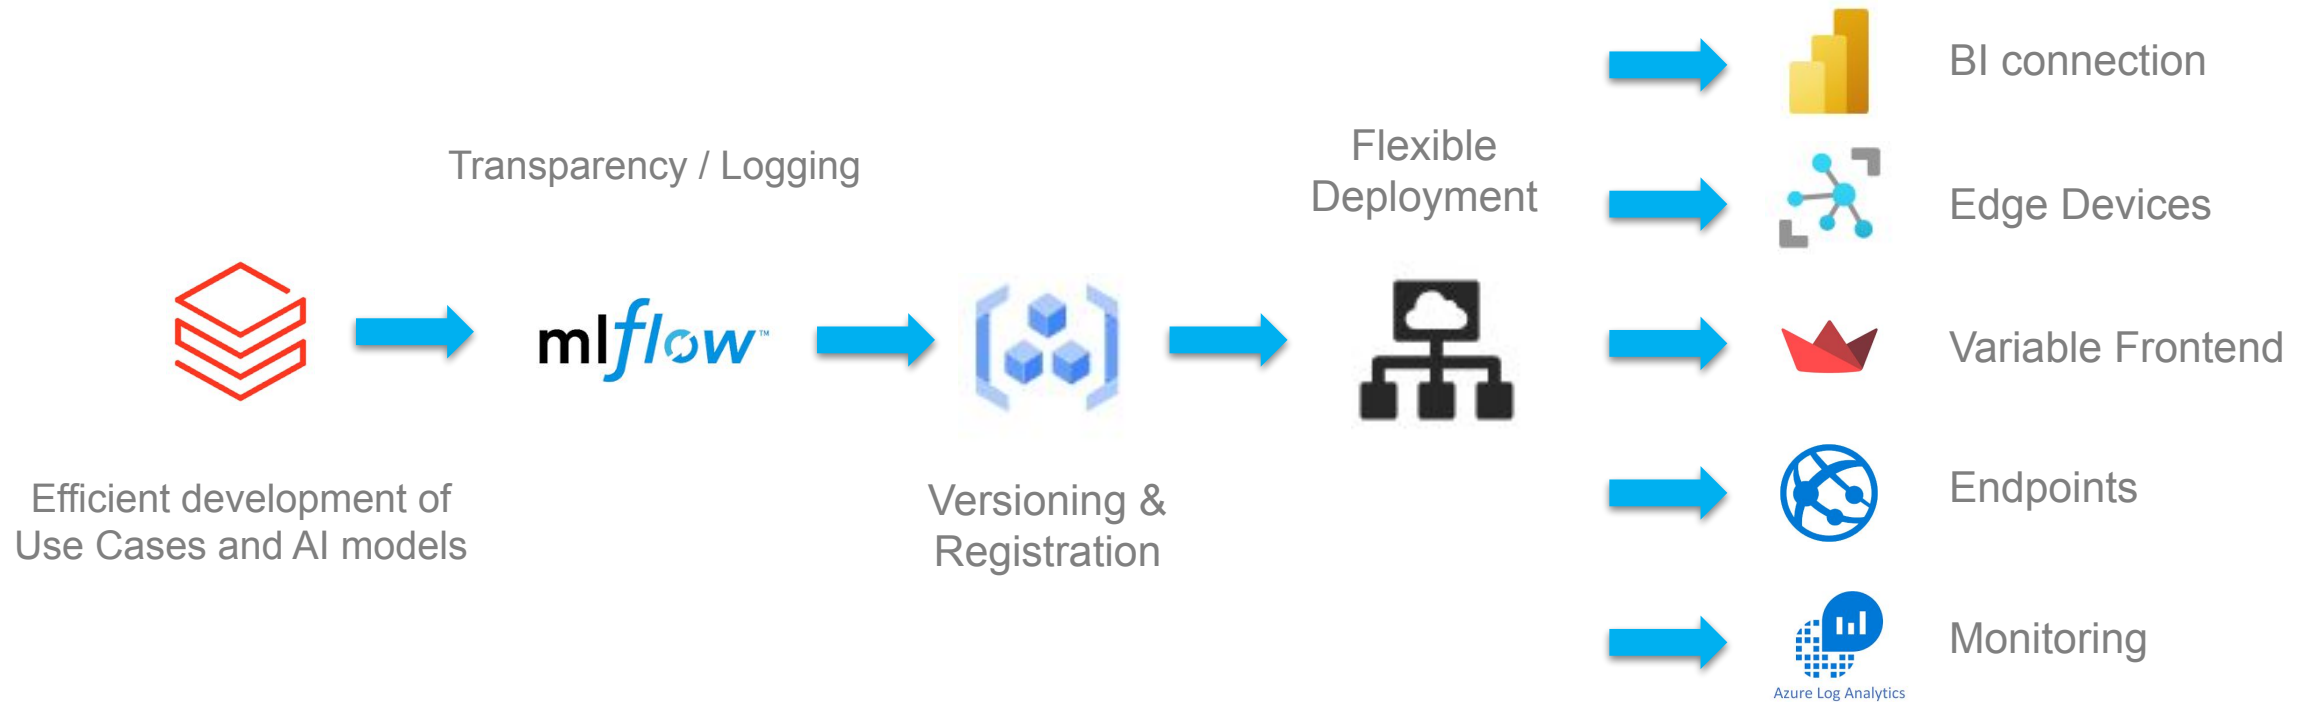 Transparency / Logging
Flexible
Deployment
mlflow™
Efficient development of
Use Cases and AI models
Versioning &
Registration
BI connection
Edge Devices
Variable Frontend
Endpoints
Monitoring
Azure Log Analytics